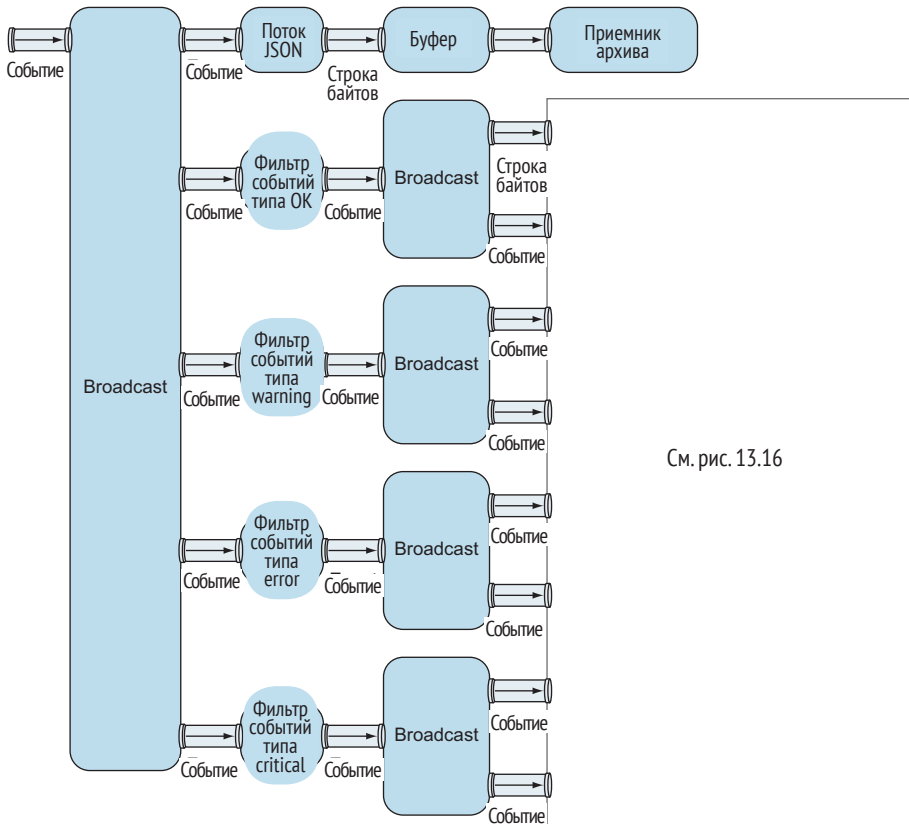 Событие
Broadcast
Событие
Поток
JSON
Строка
байтов
Буфер
Приемник
архива
Событие
Фильтр
событий
типа OK
Событие
Broadcast
Строка
байтов
Событие
Событие
Фильтр
событий
типа
warning
Событие
Broadcast
Событие
Событие
Событие
Фильтр
событий
типа
error
Событие
Broadcast
Событие
Событие
Событие
Фильтр
событий
типа
critical
Событие
Broadcast
Событие
Событие
См. рис. 13.16